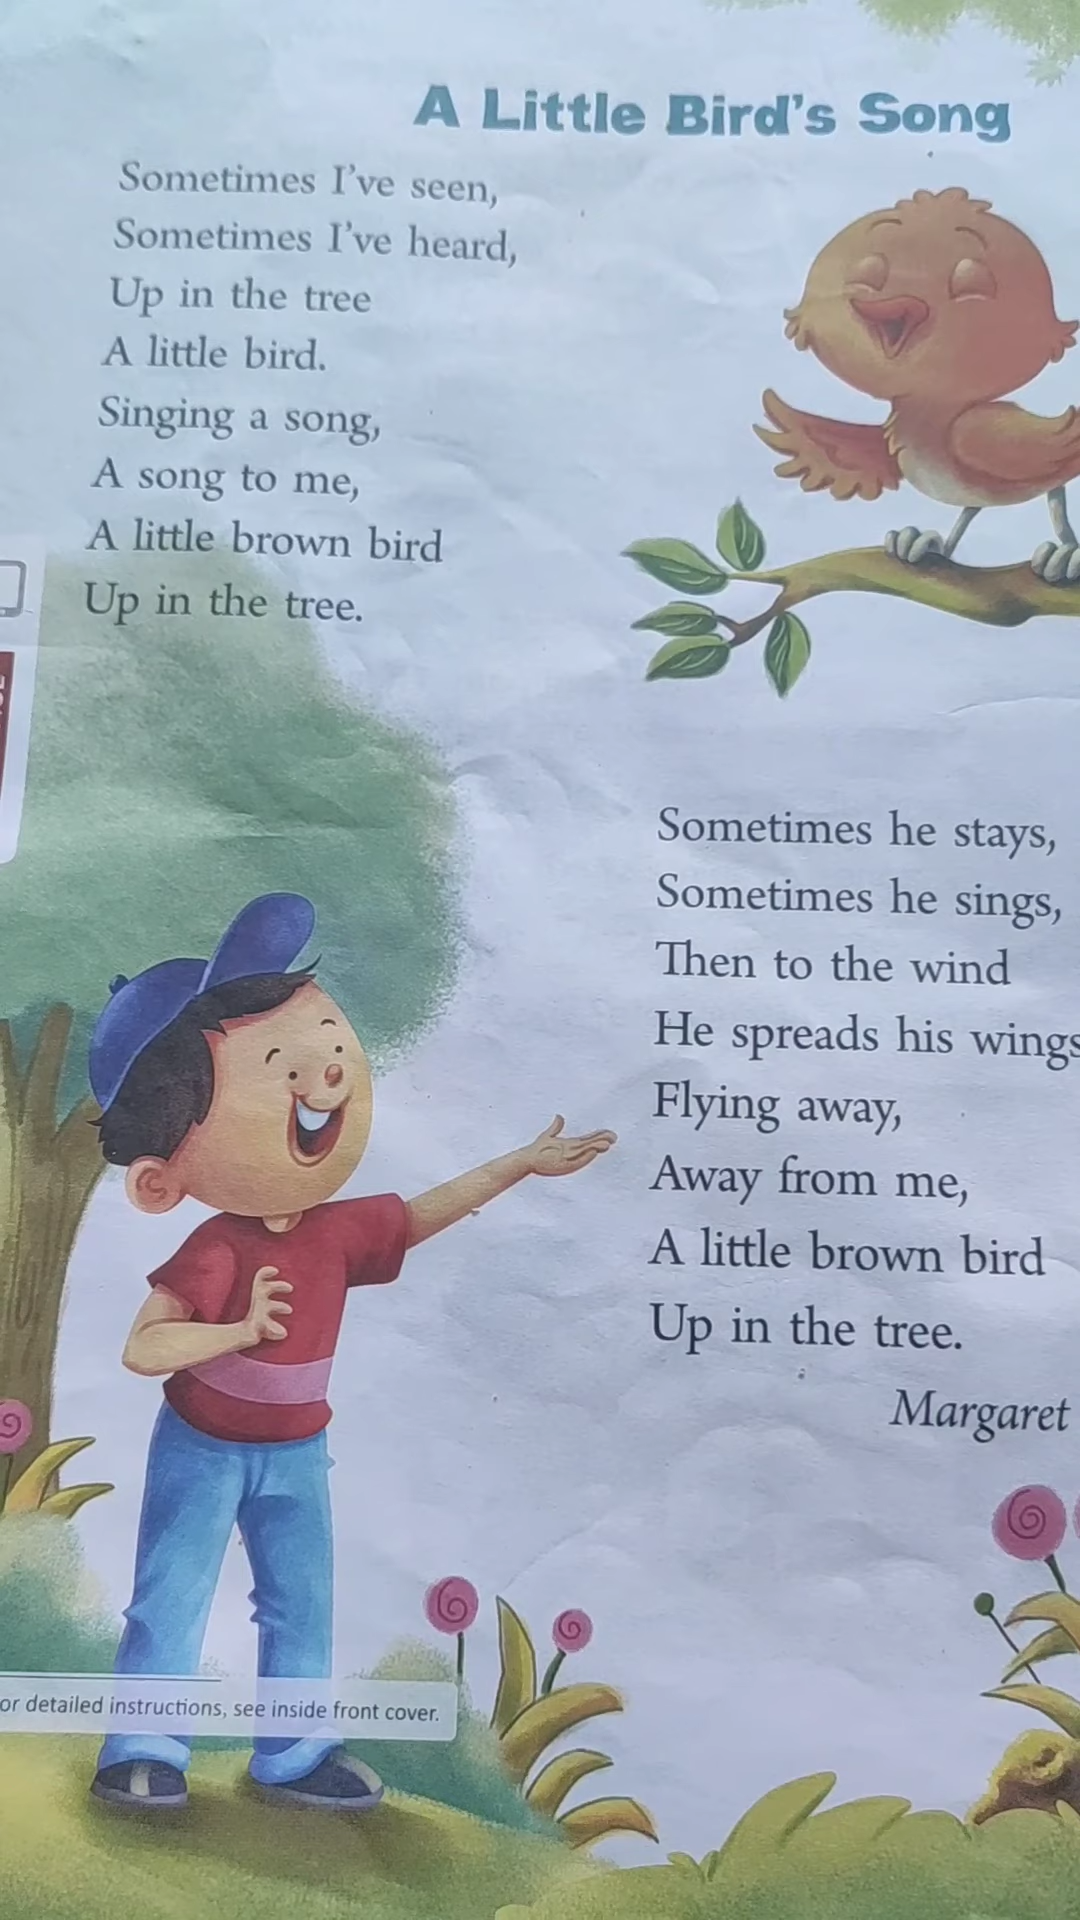 A Little Bird's Song
Sometimes I've seen,
Sometimes I've heard,
Up in the tree
A little bird.
Singing a song,
A song to me,
A little brown bird
Up in the tree.
Sometimes he stays,
Sometimes he sings,
Then to the wind
He spreads his wings
Flying away,
Away from me,
A little brown bird
Up in the tree.
Margaret
or detailed instructions, see inside front cover.